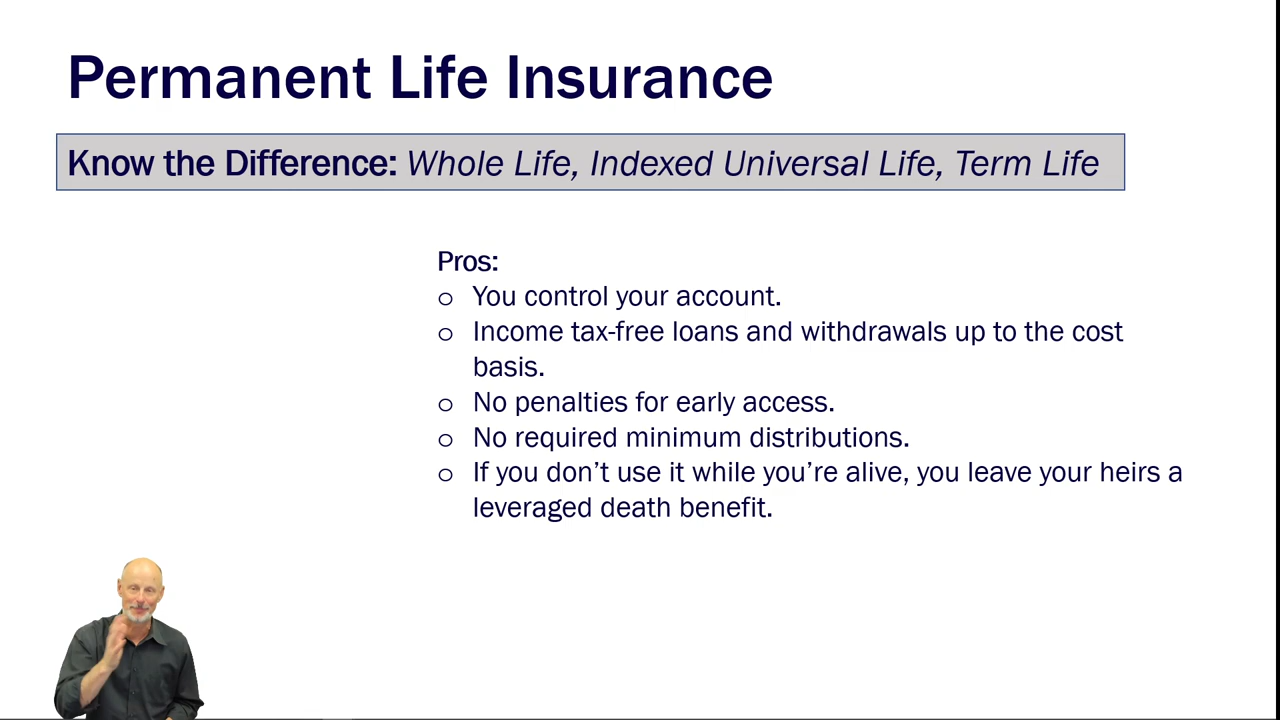 Permanent Life Insurance
Know the Difference: Whole Life, Indexed Universal Life, Term Life
Pros:
o You control your account.
o Income tax-free loans and withdrawals up to the cost
basis.
o No penalties for early access.
o No required minimum distributions.
o If you don’t use it while you’re alive, you leave your heirs a
leveraged death benefit.